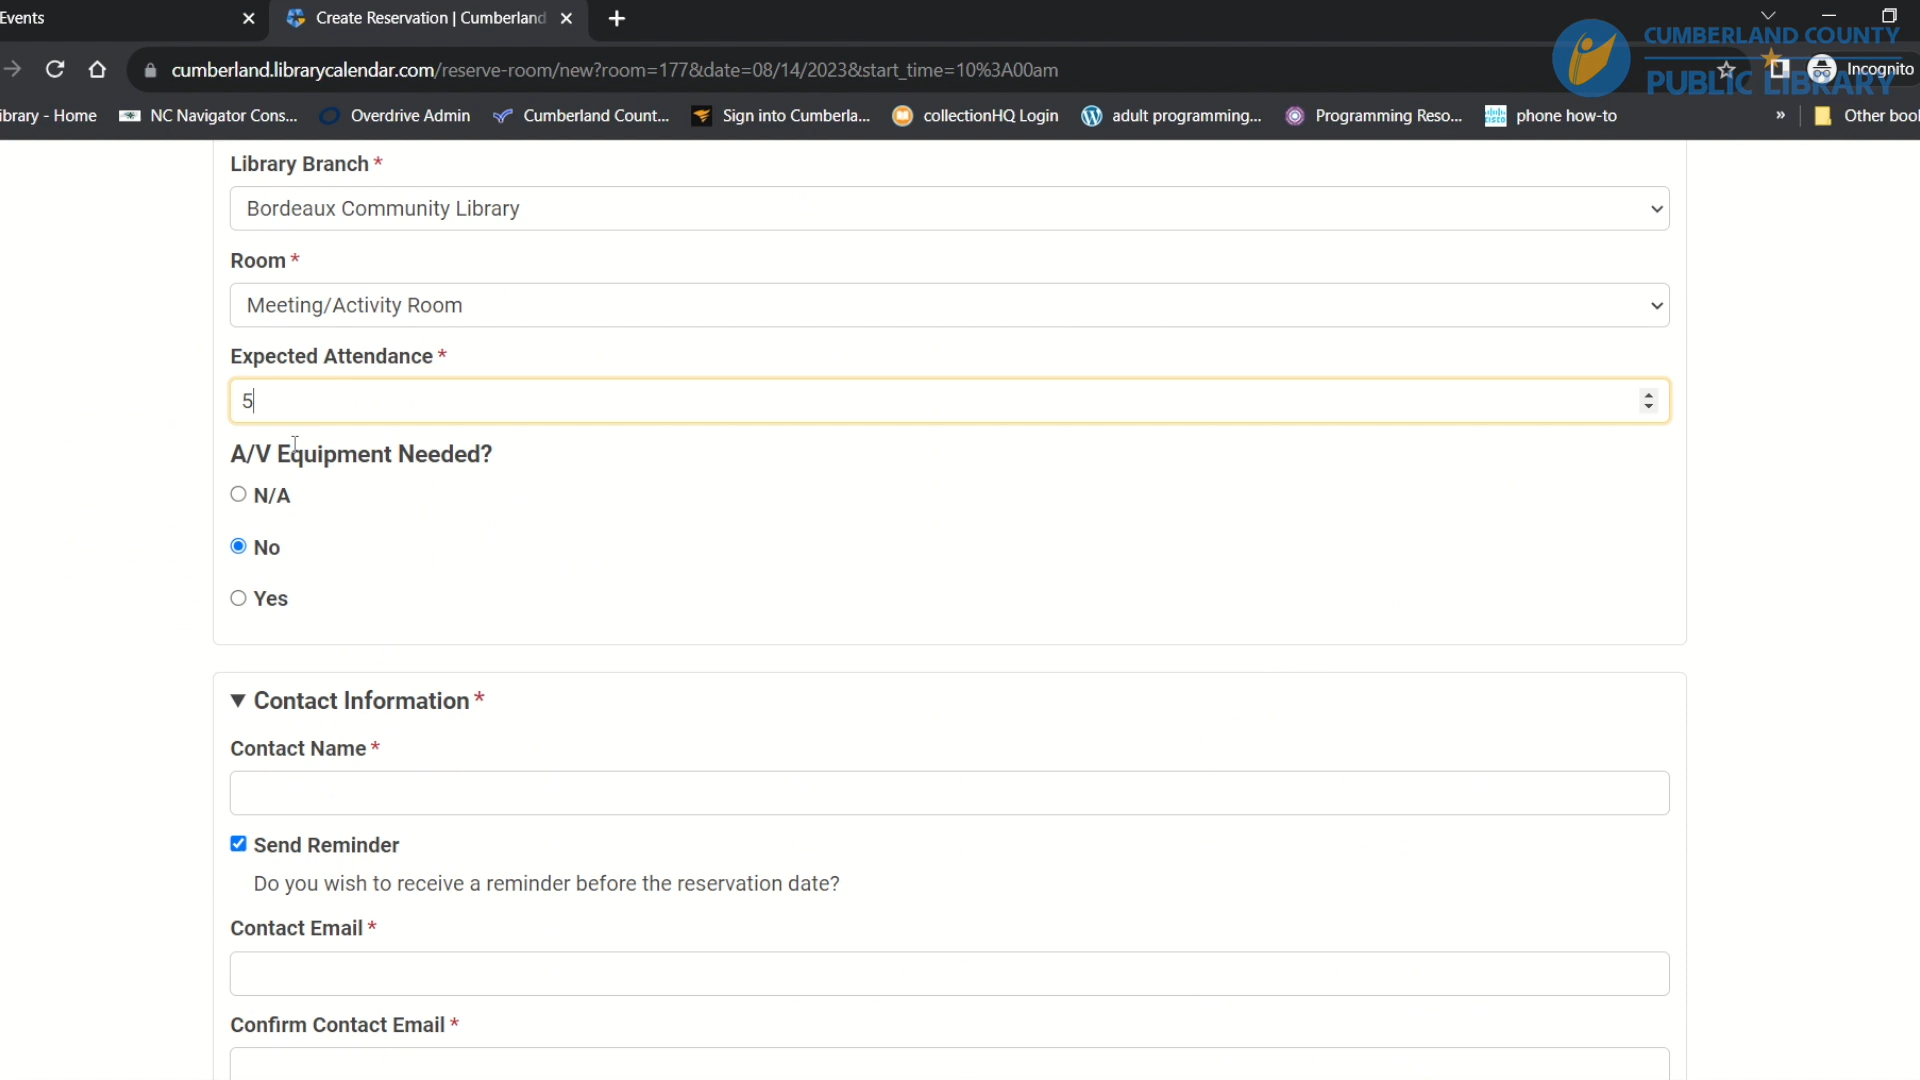 Events
Create Reservation | Cumberland
CUMBERLAND COUNTY
PUBLIC LIBRARY
cumberland.librarycalendar.com/reserve-room/new?room=177&date=08/14/2023&start_time=10%3A00am
Incognito
ibrary - Home
NC Navigator Cons...
Overdrive Admin
Cumberland Count...
Sign into Cumberla...
collectionHQ Login
adult programming...
Programming Reso...
phone how-to
»
Other bool
Library Branch *
Bordeaux Community Library
Room *
Meeting/Activity Room
Expected Attendance *
5
A/V Equipment Needed?
N/A
No
Yes
▼ Contact Information *
Contact Name *
Send Reminder
Do you wish to receive a reminder before the reservation date?
Contact Email *
Confirm Contact Email *